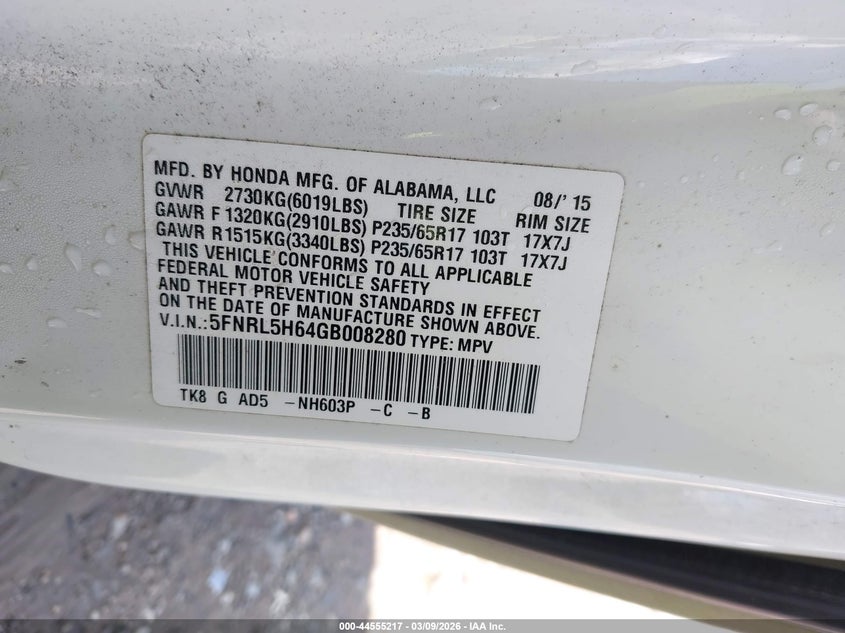 MFD. BY HONDA MFG. OF ALABAMA, LLC 08/' 15
GVWR 2730KG(6019LBS) TIRE SIZE RIM SIZE
GAWR F 1320KG(2910LBS) P235/65R17 103T 17X7J
GAWR R1515KG(3340LBS) P235/65R17 103T 17X7J
THIS VEHICLE CONFORMS TO ALL APPLICABLE
FEDERAL MOTOR VEHICLE SAFETY
AND THEFT PREVENTION STANDARDS IN EFFECT
ON THE DATE OF MANUFACTURE SHOWN ABOVE.
V.I.N.:5FNRL5H64GB008280 TYPE: MPV
TK8 G AD5 -NH603P -C -B
000-44555217 - 03/09/2026 - IAA Inc.